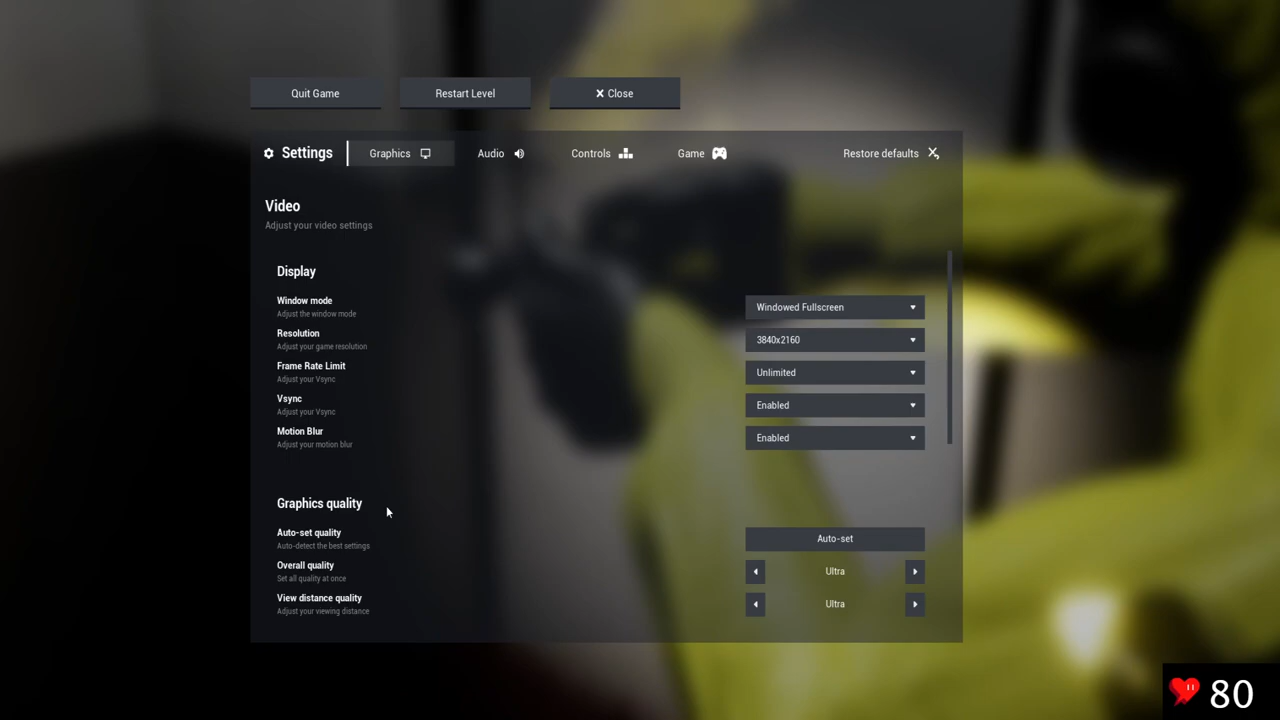 Quit Game
Restart Level
Close
Settings
Graphics
Audio
Controls
Game
Restore defaults
Video
Adjust your video settings
Display
Window mode
Adjust the window mode
Windowed Fullscreen
Resolution
Adjust your game resolution
3840x2160
Frame Rate Limit
Adjust your Vsync
Unlimited
Vsync
Adjust your Vsync
Enabled
Motion Blur
Adjust your motion blur
Enabled
Graphics quality
Auto-set quality
Auto-detect the best settings
Auto-set
Overall quality
Set all quality at once
Ultra
View distance quality
Adjust your viewing distance
Ultra
80